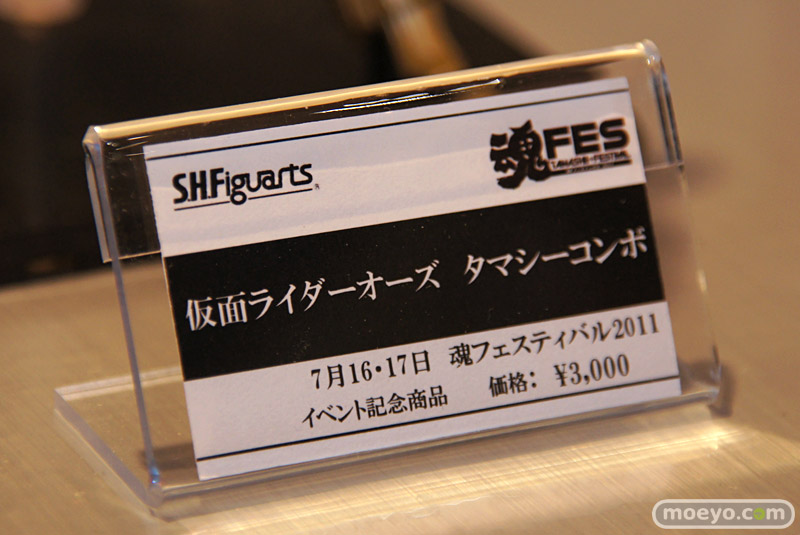 S.H.Figuarts
魂FES
TAMASHII FESTIVAL
仮面ライダーオーズ タマシーコンボ
7月16・17日 魂フェスティバル2011
イベント記念商品 価格: ¥3,000
moeyo.com